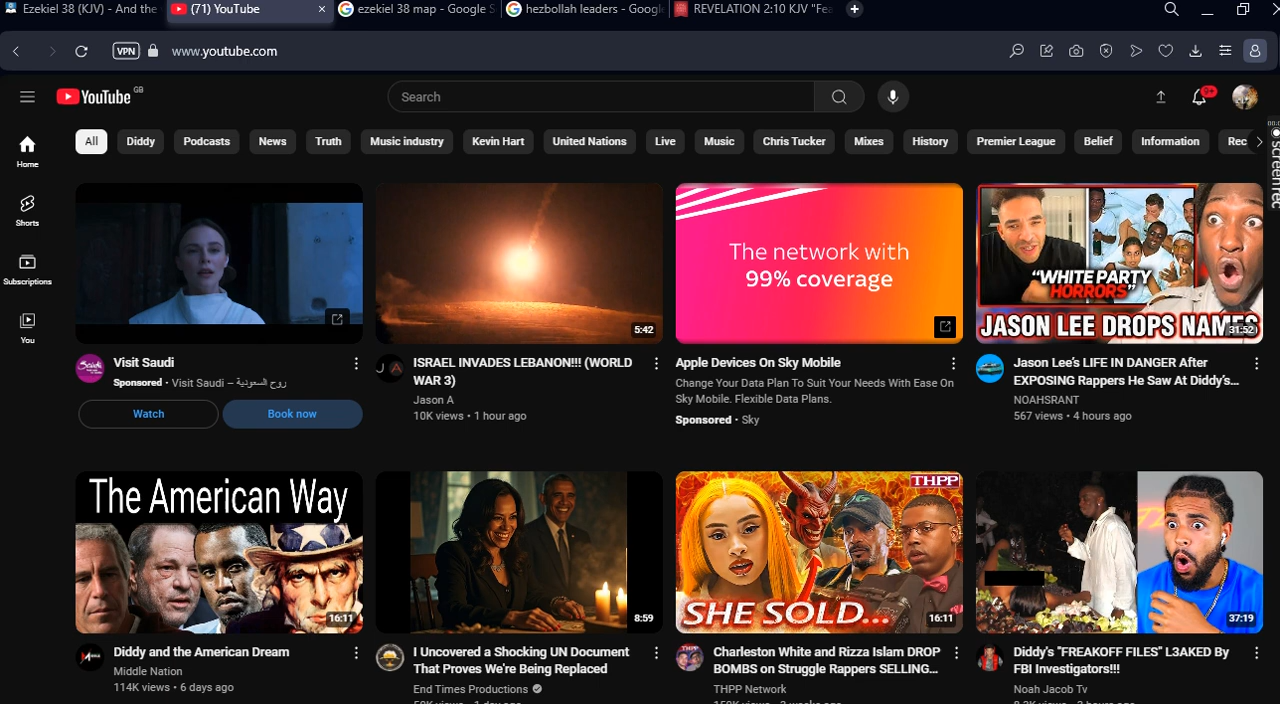 Ezekiel 38 (KJV) - And the
(71) YouTube
ezekiel 38 map - Google S
hezbollah leaders - Google
REVELATION 2:10 KJV "Fea
VPN
www.youtube.com
YouTube GB
Search
9+
Home
Shorts
Subscriptions
You
All
Diddy
Podcasts
News
Truth
Music industry
Kevin Hart
United Nations
Live
Music
Chris Tucker
Mixes
History
Premier League
Belief
Information
Rec
screenrec
The network with
99% coverage
"WHITE PARTY
HORRORS"
JASON LEE DROPS NAMES
5:42
31:52
Visit Saudi
Sponsored • Visit Saudi – روح السعودية
Watch
Book now
ISRAEL INVADES LEBANON!!! (WORLD
WAR 3)
Jason A
10K views • 1 hour ago
Apple Devices On Sky Mobile
Change Your Data Plan To Suit Your Needs With Ease On
Sky Mobile. Flexible Data Plans.
Sponsored • Sky
Jason Lee's LIFE IN DANGER After
EXPOSING Rappers He Saw At Diddy's...
NOAHSRANT
567 views • 4 hours ago
The American Way
16:11
8:59
THPP
SHE SOLD...
16:11
37:19
Diddy and the American Dream
Middle Nation
114K views • 6 days ago
I Uncovered a Shocking UN Document
That Proves We're Being Replaced
End Times Productions
Charleston White and Rizza Islam DROP
BOMBS on Struggle Rappers SELLING...
THPP Network
Diddy's "FREAKOFF FILES" L3AKED By
FBI Investigators!!!
Noah Jacob Tv